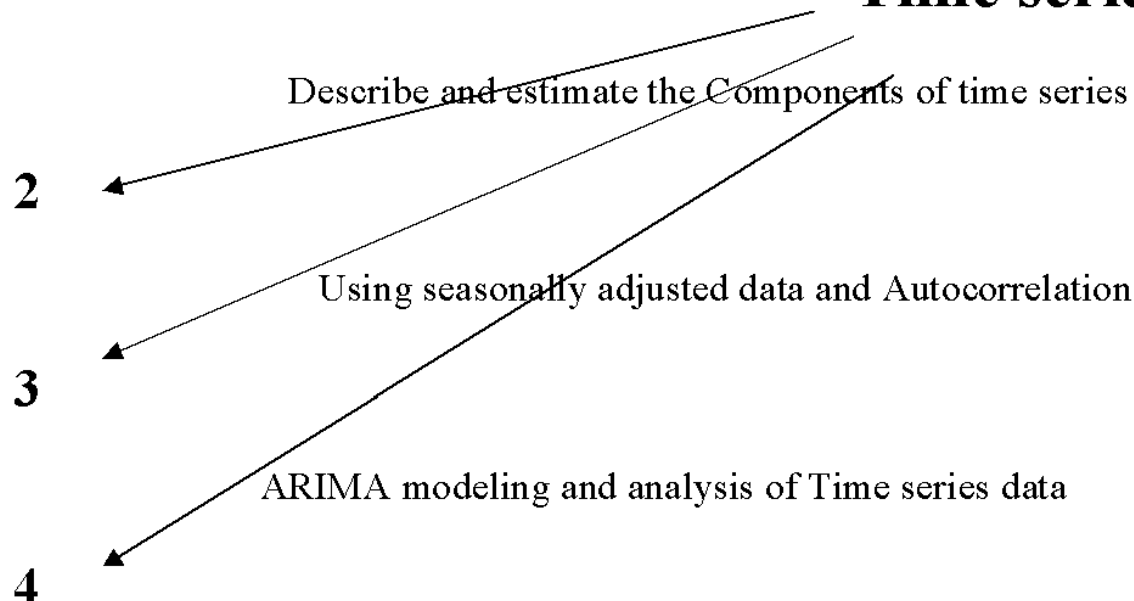 Time
Describe and estimate the Components of time series
2
Using seasonally adjusted data and Autocorrelation
3
ARIMA modeling and analysis of Time series data
4